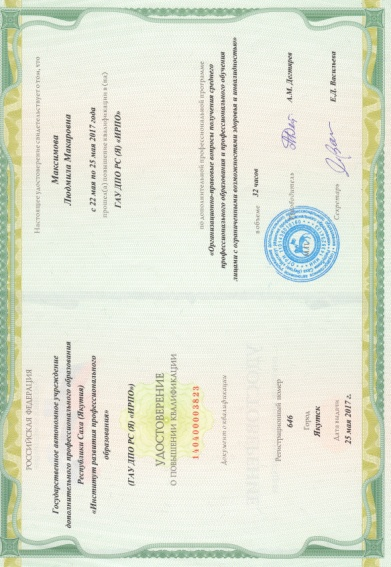 РОССИЙСКАЯ ФЕДЕРАЦИЯ
Государственное автономное учреждение
дополнительного профессионального образования
Республики Саха (Якутия)
«Институт развития профессионального
образования»
(ГАУ ДПО РС (Я) «ИРПО»)
УДОСТОВЕРЕНИЕ
О ПОВЫШЕНИИ КВАЛИФИКАЦИИ
140400003823
Документ о квалификации
Регистрационный номер
646
Город
Якутск
Дата выдачи
25 мая 2017 г.
Настоящее удостоверение свидетельствует о том, что
Максимова
Людмила Макаровна
с 22 мая по 25 мая 2017 года
прошел(а) повышение квалификации в (на)
ГАУ ДПО РС (Я) «ИРПО»
по дополнительной профессиональной программе
«Организационно-правовые вопросы получения среднего
профессионального образования и профессионального обучения
лицами с ограниченными возможностями здоровья и инвалидностью»
в объеме 32 часов
А.М. Дегтярев
Секретарь Е.Д. Васильева